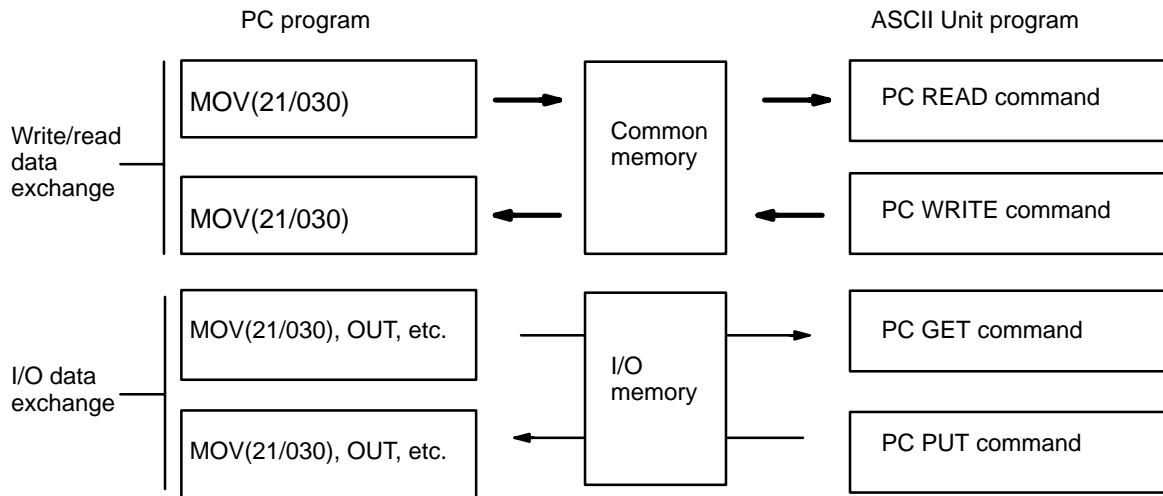 PC program
ASCII Unit program
Write/read
data
exchange
MOV(21/030)
MOV(21/030)
Common
memory
PC READ command
PC WRITE command
I/O data
exchange
MOV(21/030), OUT, etc.
MOV(21/030), OUT, etc.
I/O
memory
PC GET command
PC PUT command